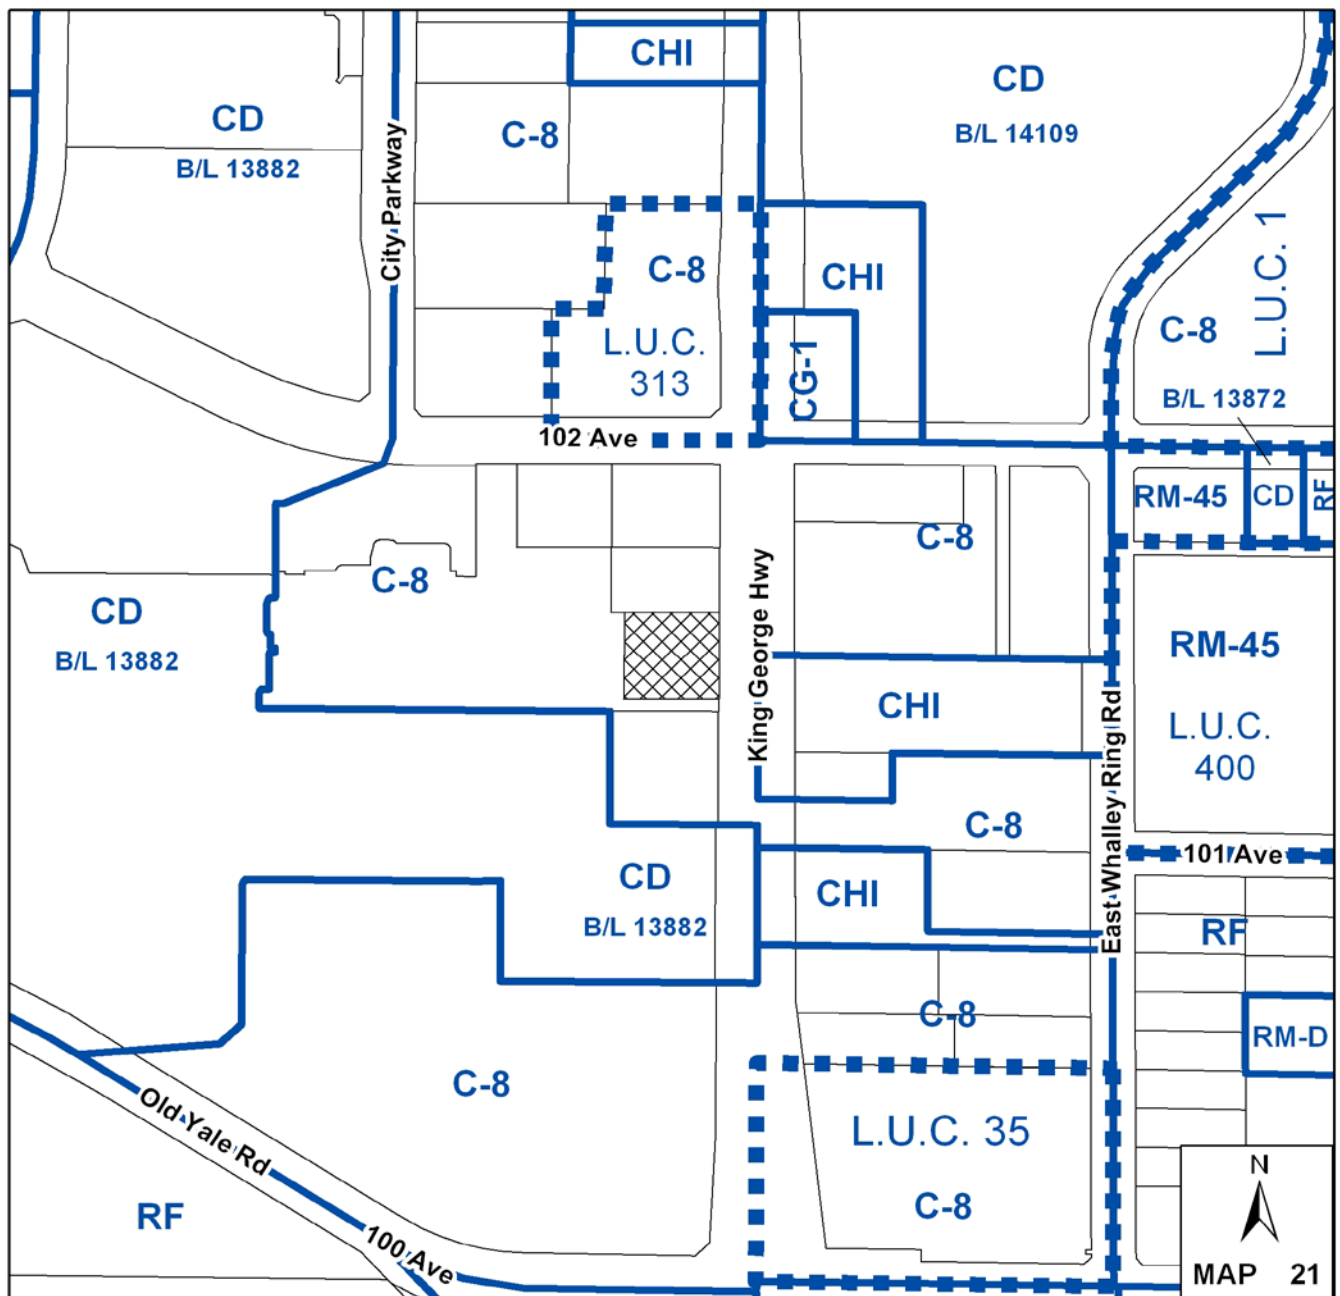 CHI
CD
B/L 14109
CD
B/L 13882
C-8
City Parkway
C-8
L.U.C.
313
CHI
CG-1
L.U.C. 1
C-8
B/L 13872
102 Ave
RM-45
CD
RF
C-8
C-8
King George Hwy
CD
B/L 13882
RM-45
L.U.C.
400
CHI
East Whalley Ring Rd
C-8
101 Ave
CD
B/L 13882
CHI
RF
C-8
RM-D
C-8
Old Yale Rd
L.U.C. 35
C-8
RF
100 Ave
N
MAP 21